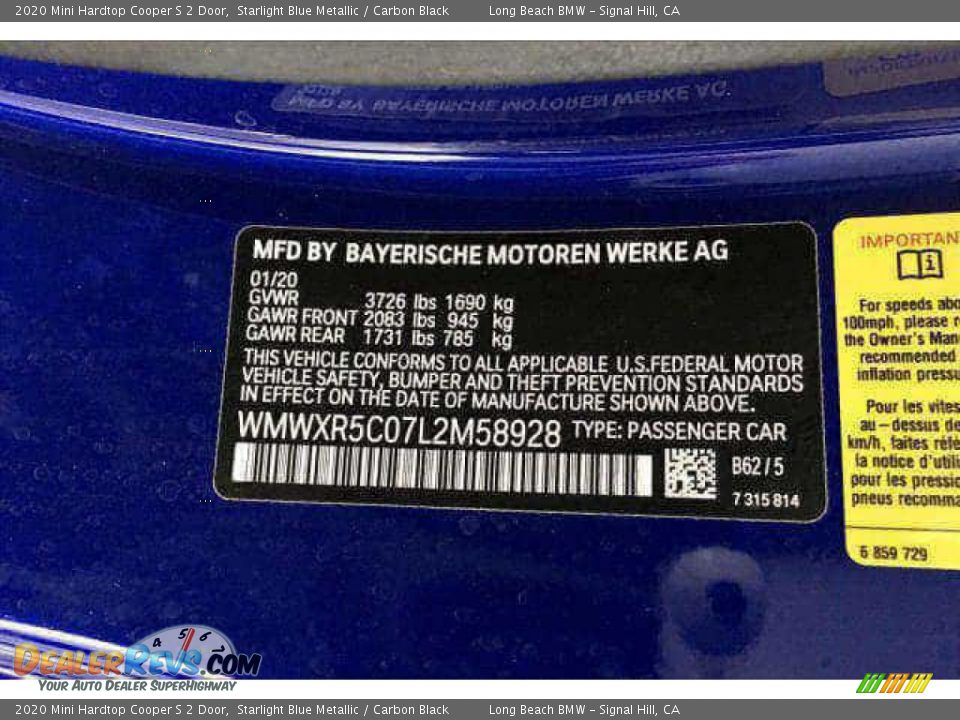 2020 Mini Hardtop Cooper S 2 Door, Starlight Blue Metallic / Carbon Black Long Beach BMW - Signal Hill, CA
MFD BY BAYERISCHE MOTOREN WERKE AG.
MFD BY BAYERISCHE MOTOREN WERKE AG
01/20
GVWR 3726 lbs 1690 kg
GAWR FRONT 2083 lbs 945 kg
GAWR REAR 1731 lbs 785 kg
THIS VEHICLE CONFORMS TO ALL APPLICABLE U.S.FEDERAL MOTOR
VEHICLE SAFETY, BUMPER AND THEFT PREVENTION STANDARDS
IN EFFECT ON THE DATE OF MANUFACTURE SHOWN ABOVE.
WMWXR5C07L2M58928 TYPE: PASSENGER CAR
B62/5
7 315 814
IMPORTAN
For speeds abo
100mph, please r
the Owner's Man
recommended
inflation pressu
Pour les vites
au-dessus de
km/h, faites réfé
la notice d'utili
pour les pressio
pneus recomma
6 859 729
4 5 6
DealerRevs.com
Your Auto Dealer SuperHighway
2020 Mini Hardtop Cooper S 2 Door, Starlight Blue Metallic / Carbon Black Long Beach BMW - Signal Hill, CA